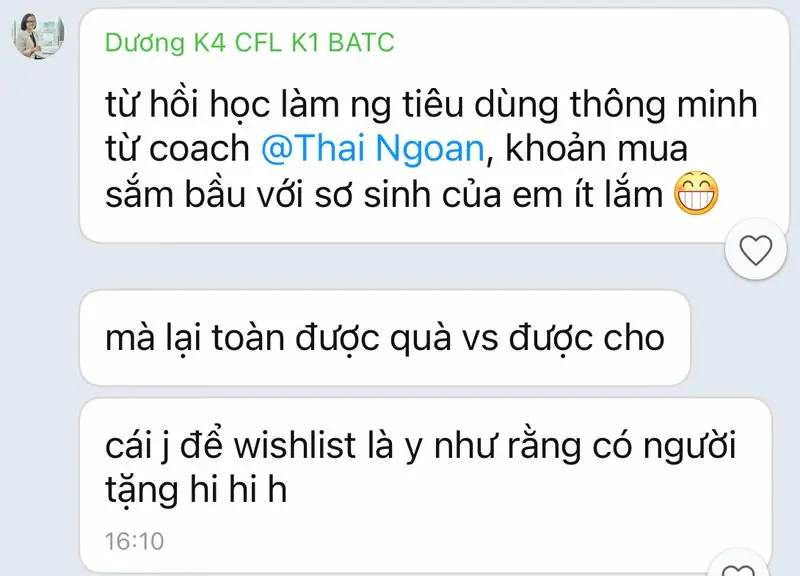 Dương K4 CFL K1 BATC
từ hồi học làm ng tiêu dùng thông minh
từ coach @Thai Ngoan, khoản mua
sắm bầu với sơ sinh của em ít lắm 😁
mà lại toàn được quà vs được cho
cái j để wishlist là y như rằng có người
tặng hi hi h
16:10